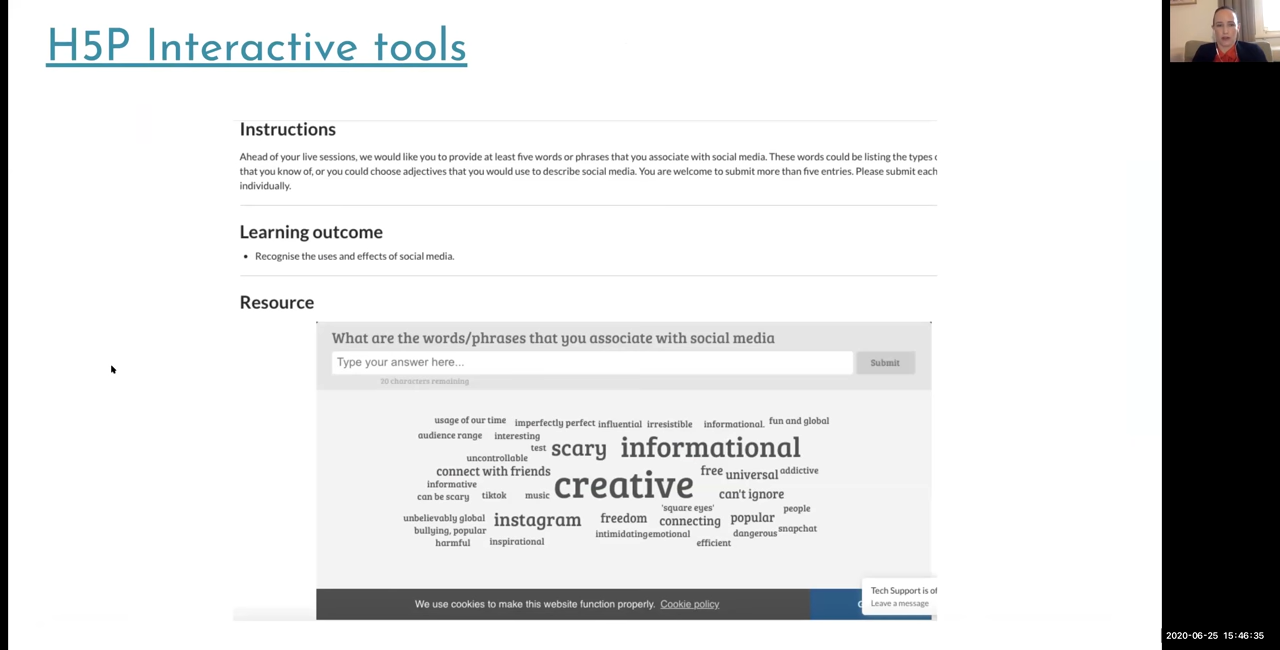 H5P Interactive tools
Instructions
Ahead of your live sessions, we would like you to provide at least five words or phrases that you associate with social media. These words could be listing the types
that you know of, or you could choose adjectives that you would use to describe social media. You are welcome to submit more than five entries. Please submit each
individually.
Learning outcome
• Recognise the uses and effects of social media.
Resource
What are the words/phrases that you associate with social media
Type your answer here...
Submit
30 characters remaining
usage of our time imperfectly perfect influential irresistible informational. fun and global
audience range interesting
test scary informational
uncontrollable
connect with friends free universal addictive
informative creative
can be scary tiktok music can't ignore
'square eyes' people
unbelievably global instagram freedom connecting popular
bullying, popular intimidating emotional dangerous snapchat
harmful inspirational efficient
We use cookies to make this website function properly. Cookie policy
Tech Support is
Leave a message
2020-06-25 15:46:35